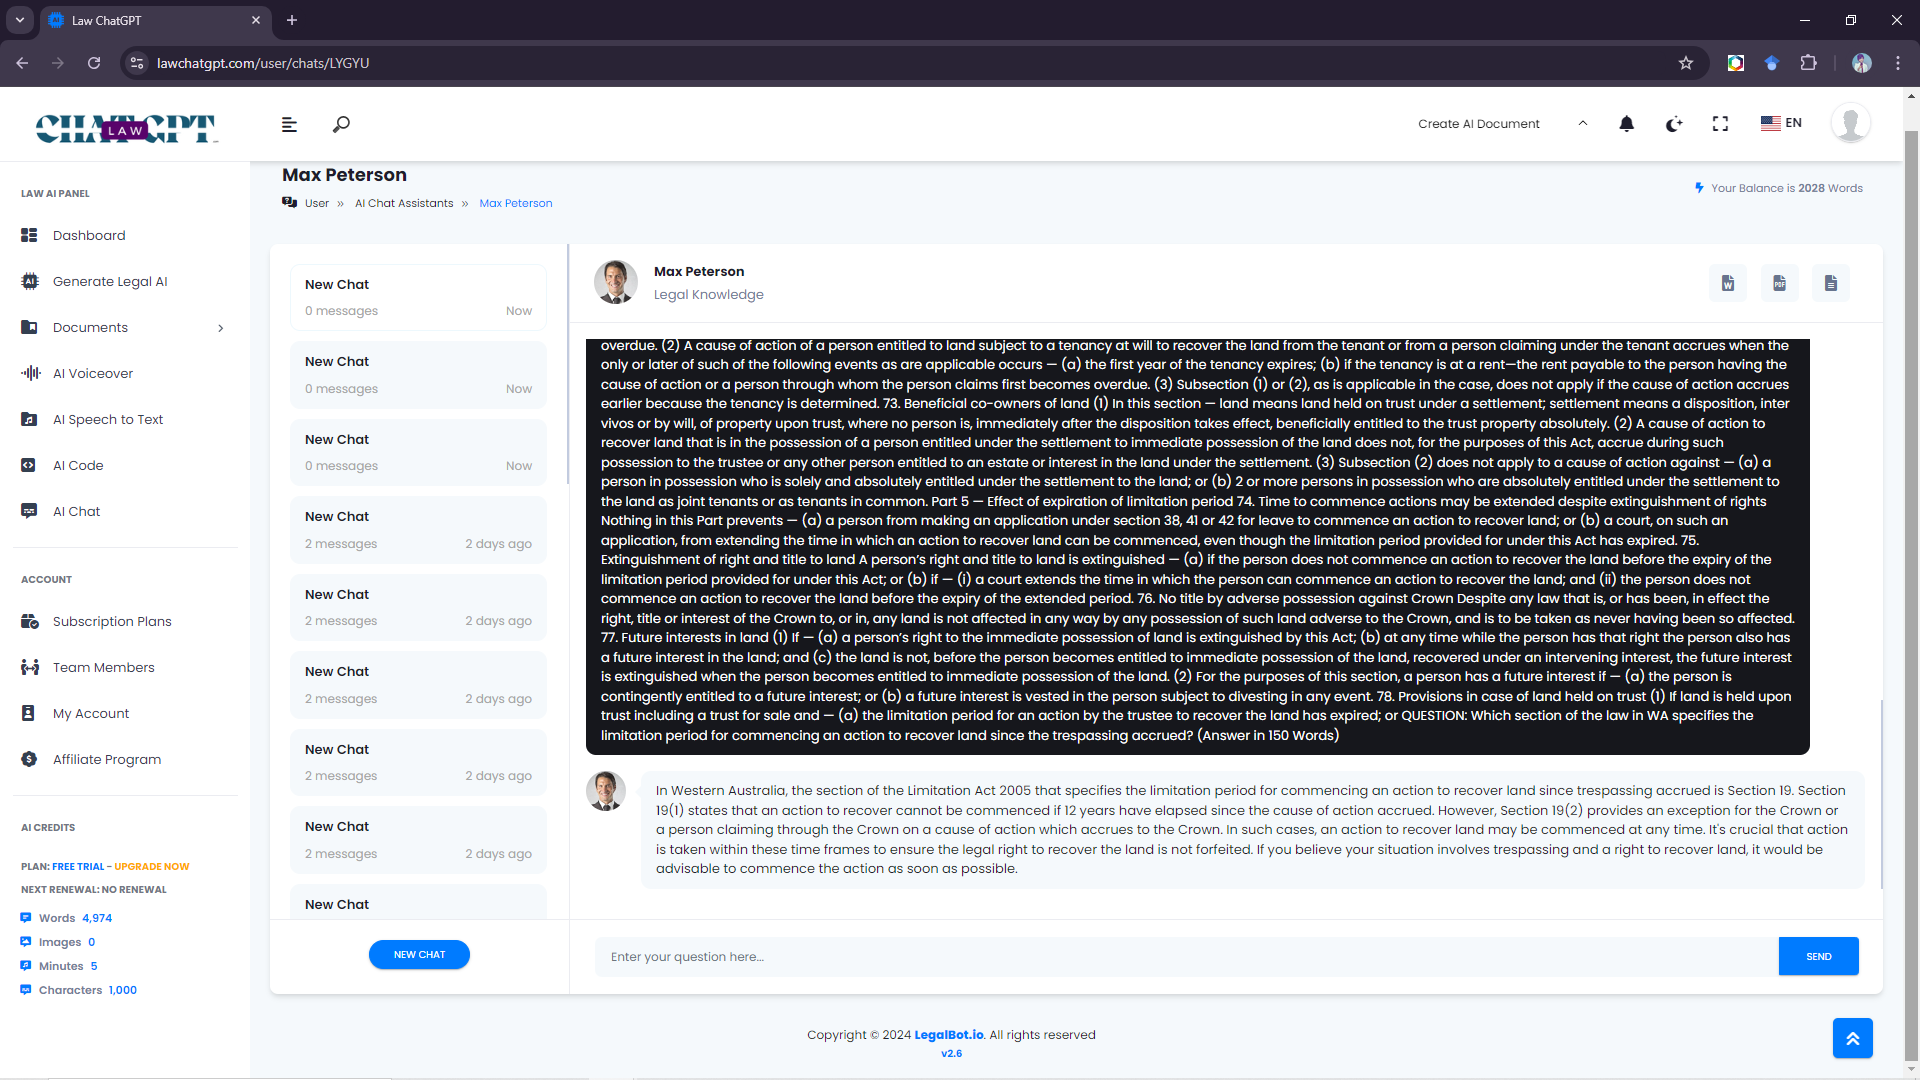 Law ChatGPT
lawchatgpt.com/user/chats/LYGYU
CHATGPT
LAW
Create AI Document
EN
LAW AI PANEL
Dashboard
Generate Legal AI
Documents
AI Voiceover
AI Speech to Text
AI Code
AI Chat
ACCOUNT
Subscription Plans
Team Members
My Account
Affiliate Program
AI CREDITS
PLAN: FREE TRIAL - UPGRADE NOW
NEXT RENEWAL: NO RENEWAL
Words 4,974
Images 0
Minutes 5
Characters 1,000
Max Peterson
User » AI Chat Assistants » Max Peterson
Your Balance is 2028 Words
New Chat
0 messages Now
New Chat
0 messages Now
New Chat
0 messages Now
New Chat
2 messages 2 days ago
New Chat
2 messages 2 days ago
New Chat
2 messages 2 days ago
New Chat
2 messages 2 days ago
New Chat
2 messages 2 days ago
New Chat
NEW CHAT
Max Peterson
Legal Knowledge
overdue. (2) A cause of action of a person entitled to land subject to a tenancy at will to recover the land from the tenant or from a person claiming under the tenant accrues when the
only or later of such of the following events as are applicable occurs — (a) the first year of the tenancy expires; (b) if the tenancy is at a rent—the rent payable to the person having the
cause of action or a person through whom the person claims first becomes overdue. (3) Subsection (1) or (2), as is applicable in the case, does not apply if the cause of action accrues
earlier because the tenancy is determined. 73. Beneficial co-owners of land (1) In this section — land means land held on trust under a settlement; settlement means a disposition, inter
vivos or by will, of property upon trust, where no person is, immediately after the disposition takes effect, beneficially entitled to the trust property absolutely. (2) A cause of action to
recover land that is in the possession of a person entitled under the settlement to immediate possession of the land does not, for the purposes of this Act, accrue during such
possession to the trustee or any other person entitled to an estate or interest in the land under the settlement. (3) Subsection (2) does not apply to a cause of action against — (a) a
person in possession who is solely and absolutely entitled under the settlement to the land; or (b) 2 or more persons in possession who are absolutely entitled under the settlement to
the land as joint tenants or as tenants in common. Part 5 — Effect of expiration of limitation period 74. Time to commence actions may be extended despite extinguishment of rights
Nothing in this Part prevents — (a) a person from making an application under section 38, 41 or 42 for leave to commence an action to recover land; or (b) a court, on such an
application, from extending the time in which an action to recover land can be commenced, even though the limitation period provided for under this Act has expired. 75.
Extinguishment of right and title to land A person’s right and title to land is extinguished — (a) if the person does not commence an action to recover the land before the expiry of the
limitation period provided for under this Act; or (b) if — (i) a court extends the time in which the person can commence an action to recover the land; and (ii) the person does not
commence an action to recover the land before the expiry of the extended period. 76. No title by adverse possession against Crown Despite any law that is, or has been, in effect the
right, title or interest of the Crown to, or in, any land is not affected in any way by any possession of such land adverse to the Crown, and is to be taken as never having been so affected.
77. Future interests in land (1) If — (a) a person’s right to the immediate possession of land is extinguished by this Act; (b) at any time while the person has that right the person also has
a future interest in the land; and (c) the land is not, before the person becomes entitled to immediate possession of the land, recovered under an intervening interest, the future interest
is extinguished when the person becomes entitled to immediate possession of the land. (2) For the purposes of this section, a person has a future interest if — (a) the person is
contingently entitled to a future interest; or (b) a future interest is vested in the person subject to divesting in any event. 78. Provisions in case of land held on trust (1) If land is held upon
trust including a trust for sale and — (a) the limitation period for an action by the trustee to recover the land has expired; or QUESTION: Which section of the law in WA specifies the
limitation period for commencing an action to recover land since the trespassing accrued? (Answer in 150 Words)
In Western Australia, the section of the Limitation Act 2005 that specifies the limitation period for commencing an action to recover land since trespassing accrued is Section 19. Section
19(1) states that an action to recover cannot be commenced if 12 years have elapsed since the cause of action accrued. However, Section 19(2) provides an exception for the Crown or
a person claiming through the Crown on a cause of action which accrues to the Crown. In such cases, an action to recover land may be commenced at any time. It's crucial that action
is taken within these time frames to ensure the legal right to recover the land is not forfeited. If you believe your situation involves trespassing and a right to recover land, it would be
advisable to commence the action as soon as possible.
Enter your question here...
SEND
Copyright © 2024 LegalBot.io. All rights reserved
v2.6